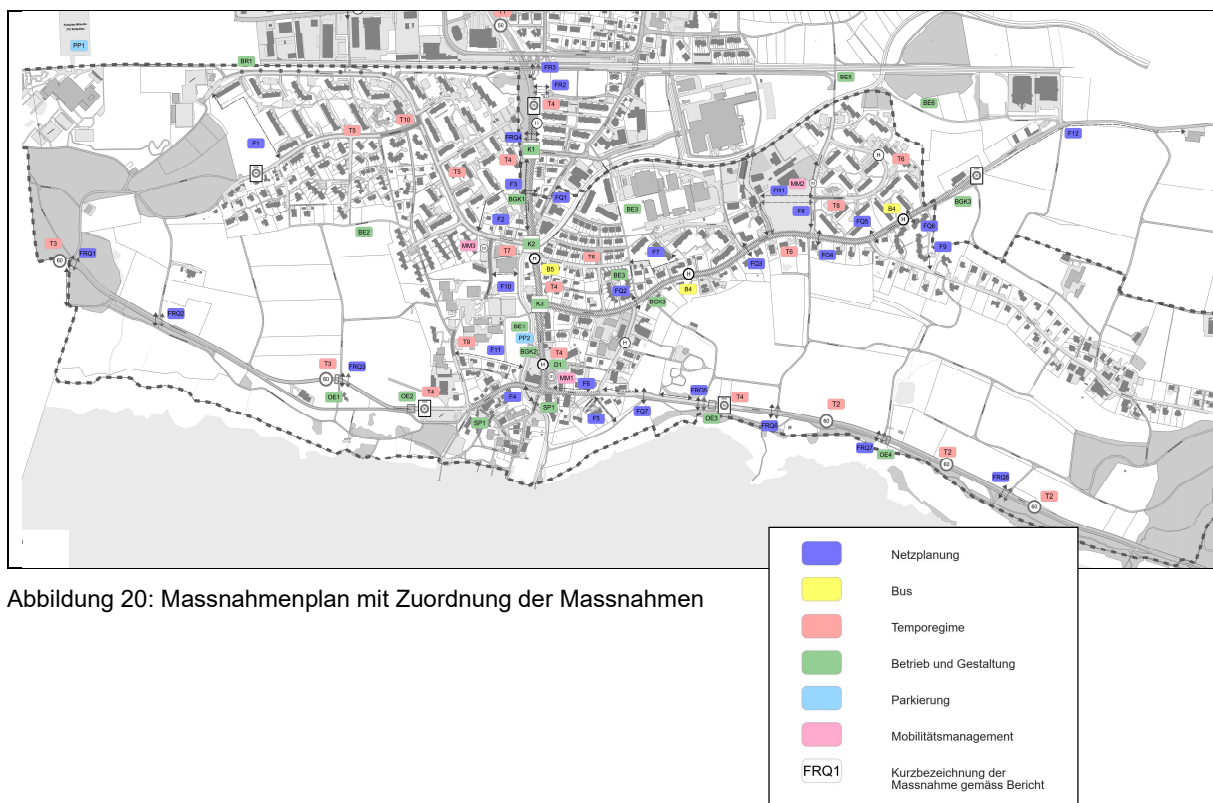 T1
50
PP1
BR1
FR3
FR2
BE5
BE6
T4
T10
T5
F12
F1
FRQ4
K1
T4
T5
H
T6
F3
BGK1
FQ1
MM2
FR1
BGK3
BE3
F2
F8
T8
B4
FQ5
H
FQ6
T3
BE2
MM3
T7
K2
F7
FQ4
F9
FRQ1
60
H
T6
FQ3
T6
B5
BE3
H
B4
F10
T4
FQ2
K3
BGK3
FRQ2
BE1
PP2
T9
H
F11
BGK2
T4
T3
FRQ3
H
D1
60
MM1
F6
FRQ5
OE1
OE2
T4
F4
SP1
FQ7
T4
T2
SP1
F5
OE3
FRQ6
60
FRQ7
OE4
T2
60
FRQ8
T2
60
Netzplanung
Abbildung 20: Massnahmenplan mit Zuordnung der Massnahmen
Bus
Temporegime
Betrieb und Gestaltung
Parkierung
Mobilitätsmanagement
FRQ1
Kurzbezeichnung der
Massnahme gemäss Bericht